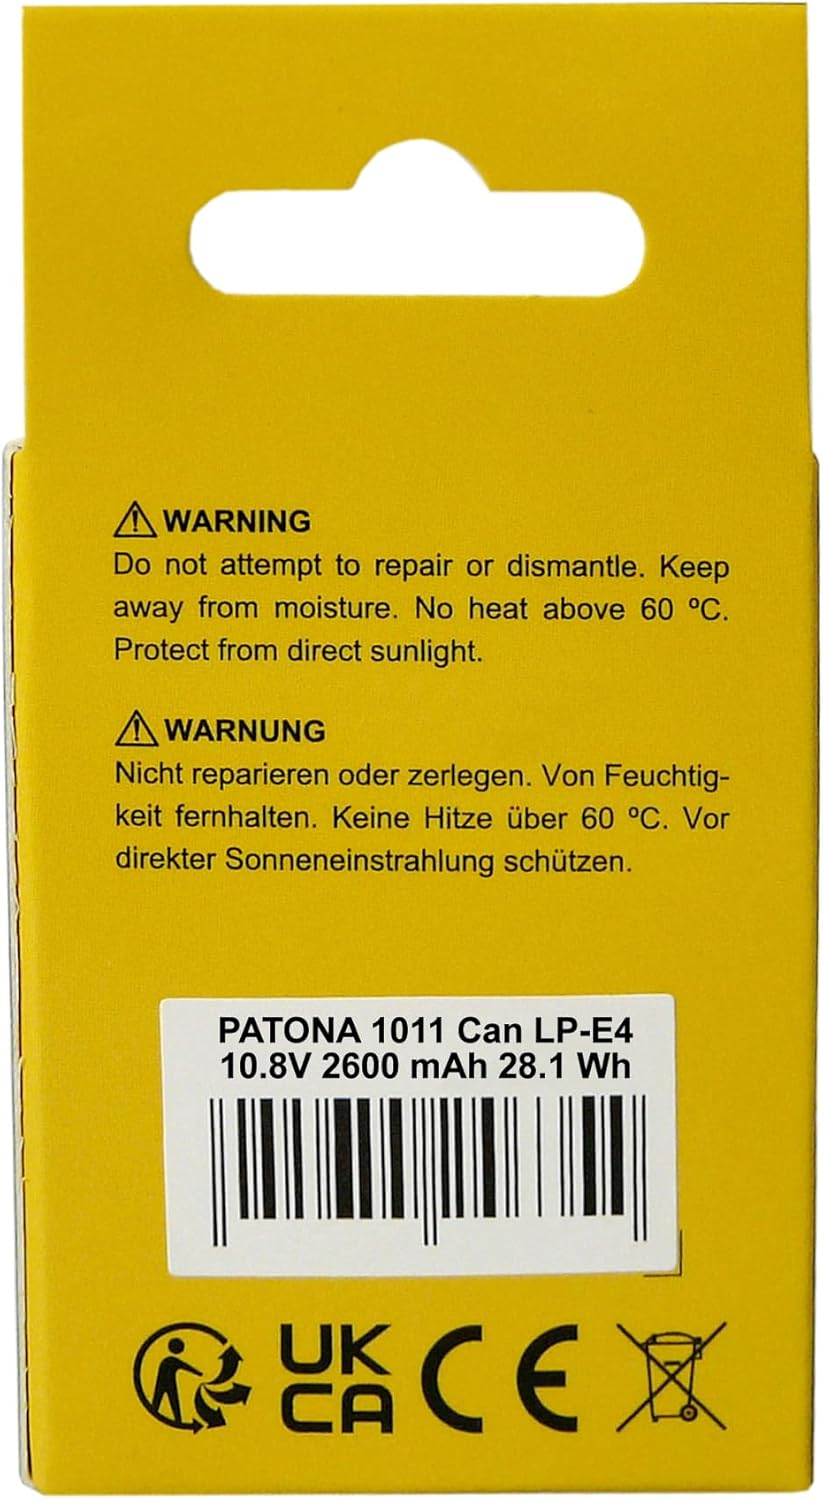 WARNING
Do not attempt to repair or dismantle. Keep
away from moisture. No heat above 60 ºC.
Protect from direct sunlight.
WARNUNG
Nicht reparieren oder zerlegen. Von Feuchtig-
keit fernhalten. Keine Hitze über 60 ºC. Vor
direkter Sonneneinstrahlung schützen.
PATONA 1011 Can LP-E4
10.8V 2600 mAh 28.1 Wh
UK
CA
CE